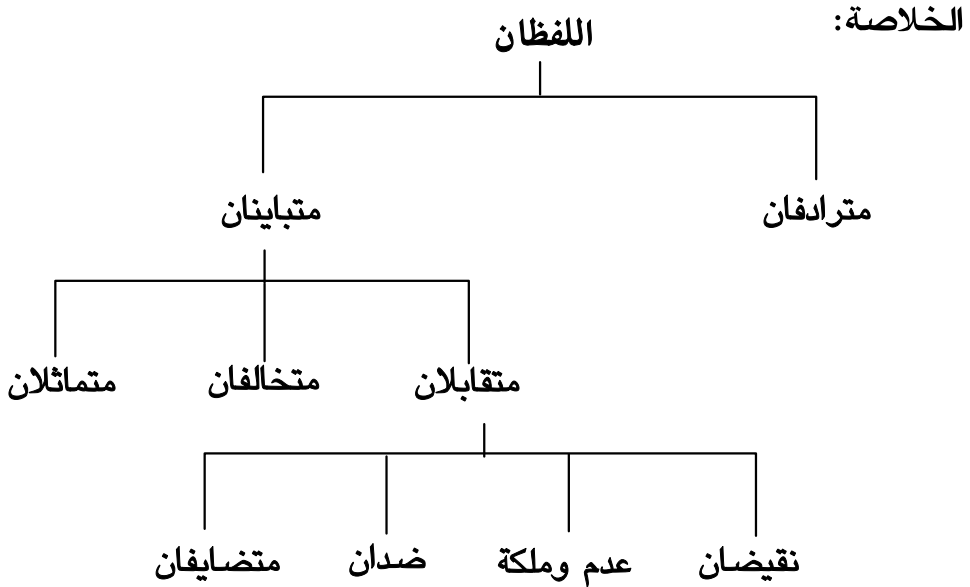 الخلاصة:
اللفظان
مترادفان
متباينان
متقابلان
متخالفان
متماثلان
نقيضان
عدم وملكة
ضدان
متضايفان